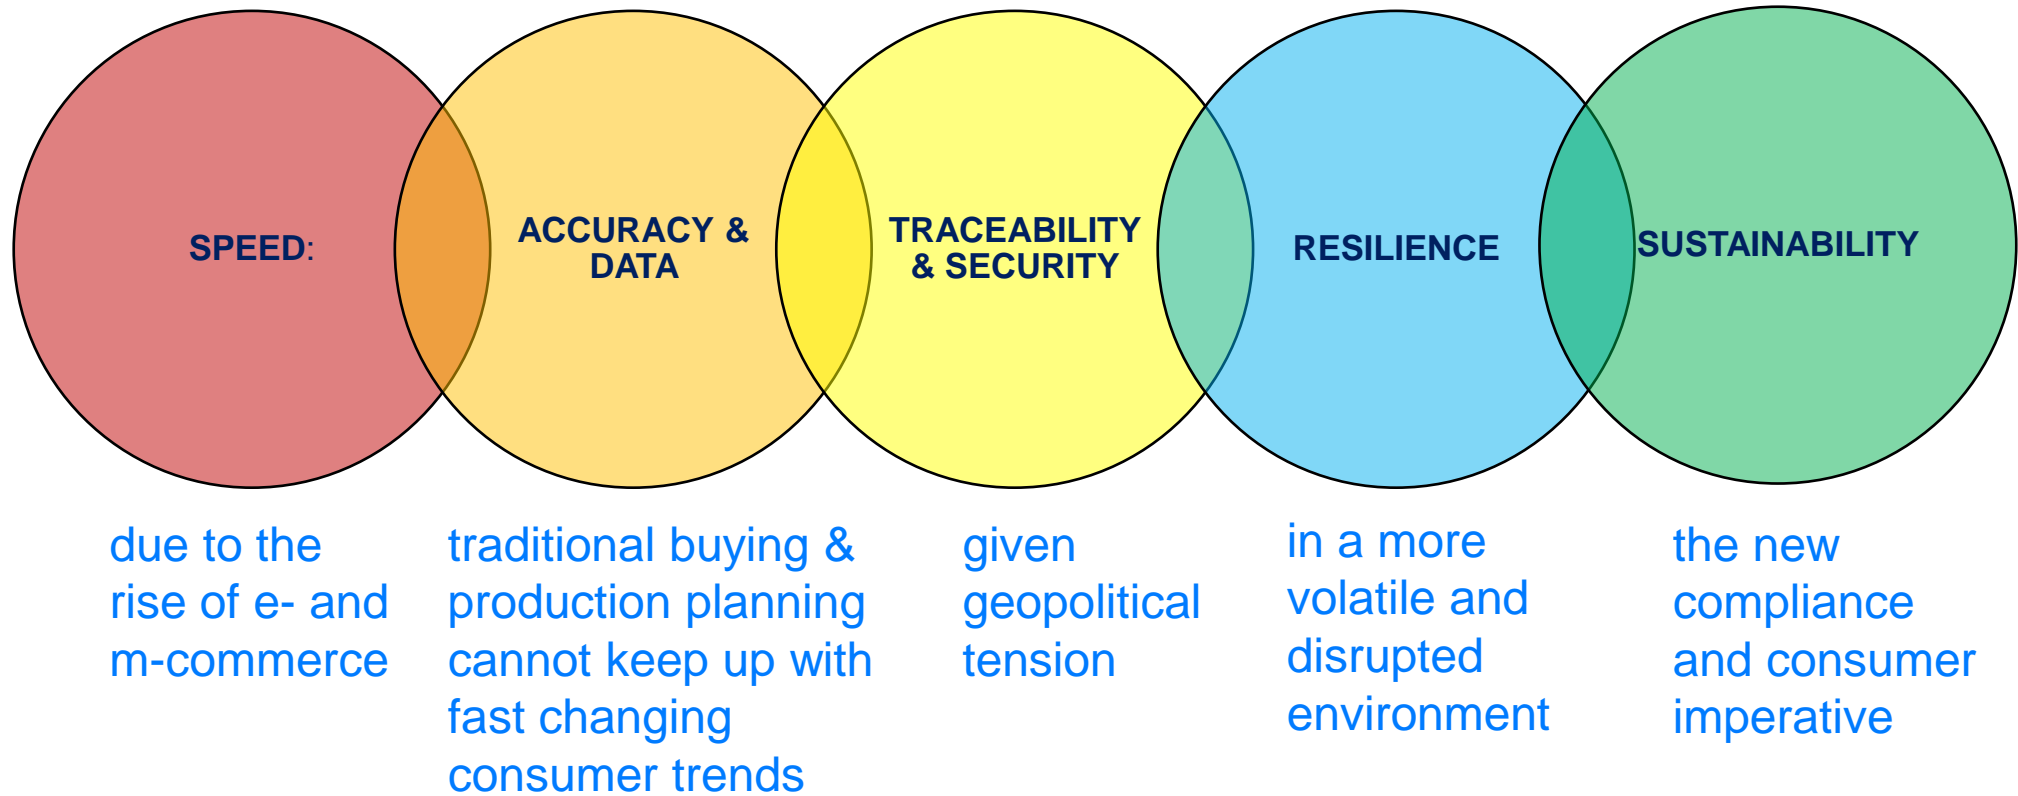 SPEED:
ACCURACY &
DATA
TRACEABILITY
& SECURITY
RESILIENCE
SUSTAINABILITY
due to the
rise of e- and
m-commerce
traditional buying &
production planning
cannot keep up with
fast changing
consumer trends
given
geopolitical
tension
in a more
volatile and
disrupted
environment
the new
compliance
and consumer
imperative